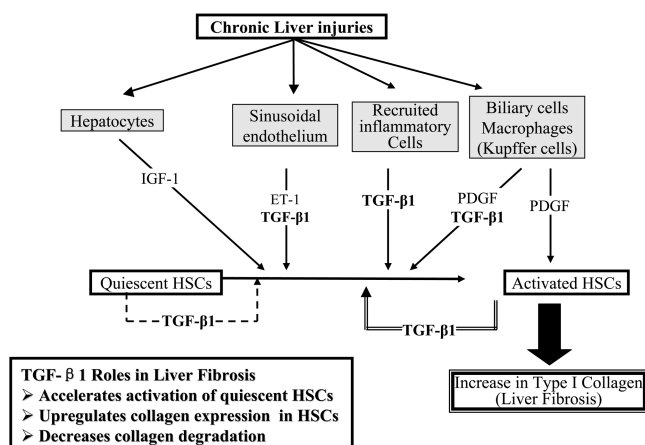 Chronic Liver injuries
Hepatocytes
Sinusoidal
endothelium
Recruited
inflammatory
Cells
Biliary cells
Macrophages
(Kupffer cells)
IGF-1
ET-1
TGF-β1
TGF-β1
PDGF
TGF-β1
PDGF
Quiescent HSCs
Activated HSCs
TGF-β1
TGF-β1
TGF-β1 Roles in Liver Fibrosis
➢ Accelerates activation of quiescent HSCs
➢ Upregulates collagen expression in HSCs
➢ Decreases collagen degradation
Increase in Type I Collagen
(Liver Fibrosis)